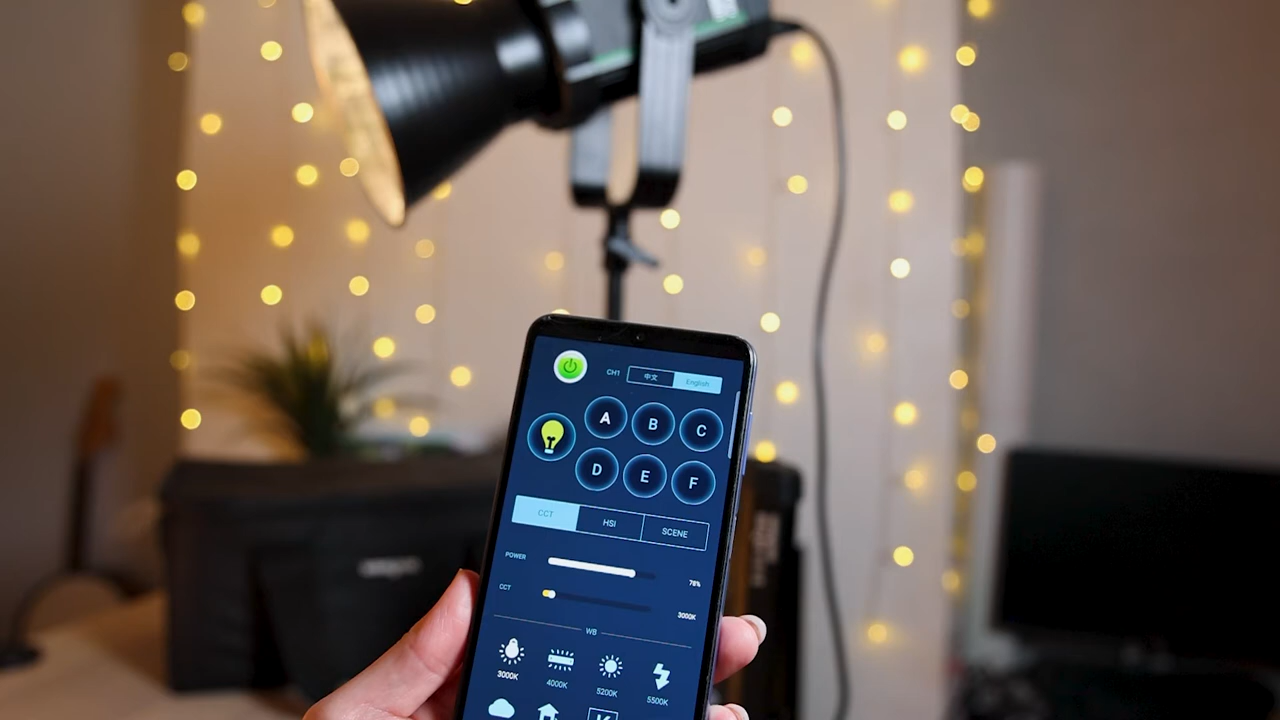 CH1 中文 English
A B C
D E F
CCT HSI SCENE
POWER 78%
CCT 3000K
WB
3000K 4000K 5200K 5500K
K